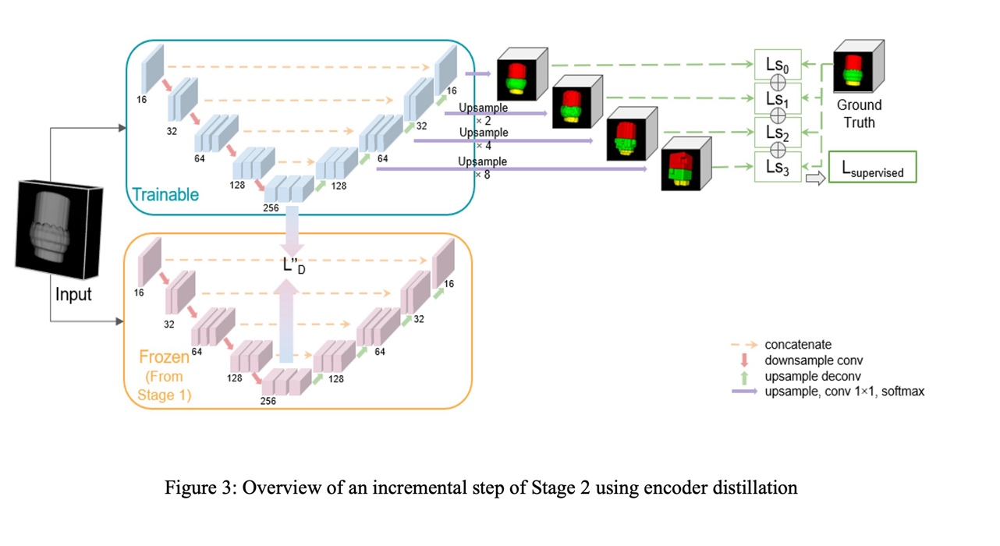 16
32
64
128
256
128
64
32
16
Trainable
Upsample
× 2
Upsample
× 4
Upsample
× 8
Ls0
Ls1
Ls2
Ls3
Ground
Truth
Lsupervised
Input
L”D
16
32
64
128
256
128
64
32
16
Frozen
(From
Stage 1)
concatenate
downsample conv
upsample deconv
upsample, conv 1×1, softmax
Figure 3: Overview of an incremental step of Stage 2 using encoder distillation